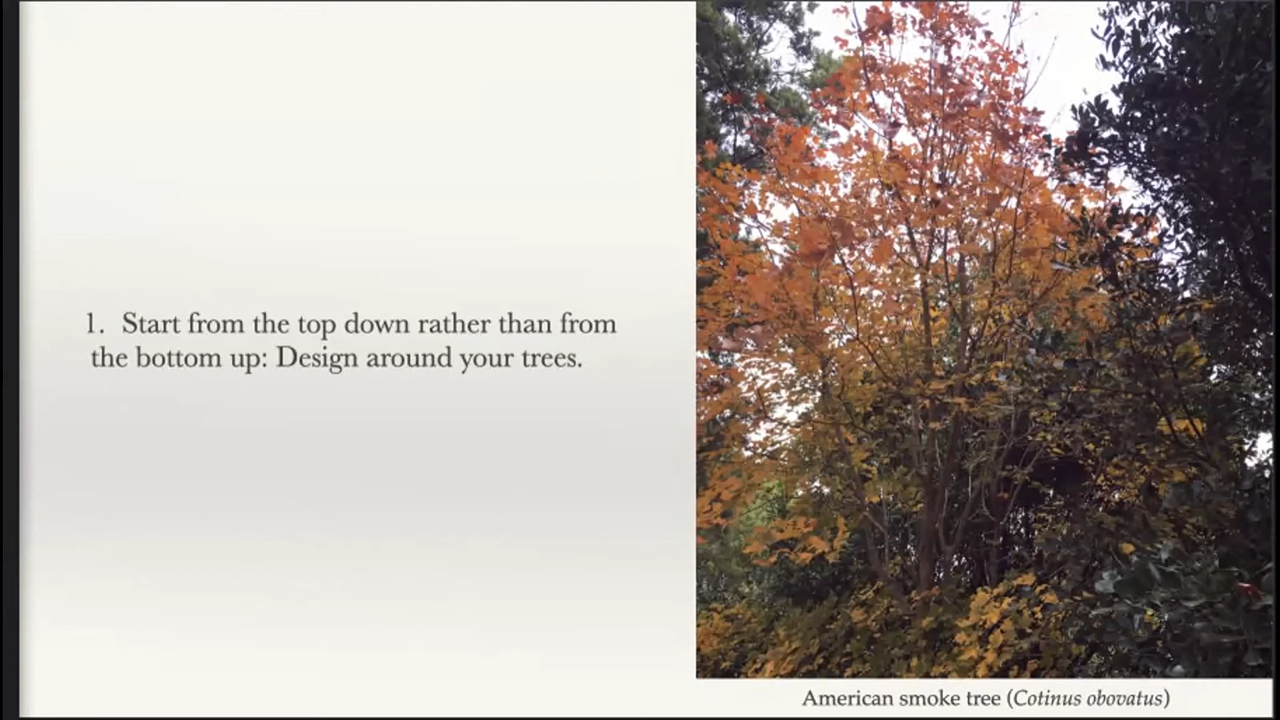 1. Start from the top down rather than from
the bottom up: Design around your trees.
American smoke tree (Cotinus obovatus)